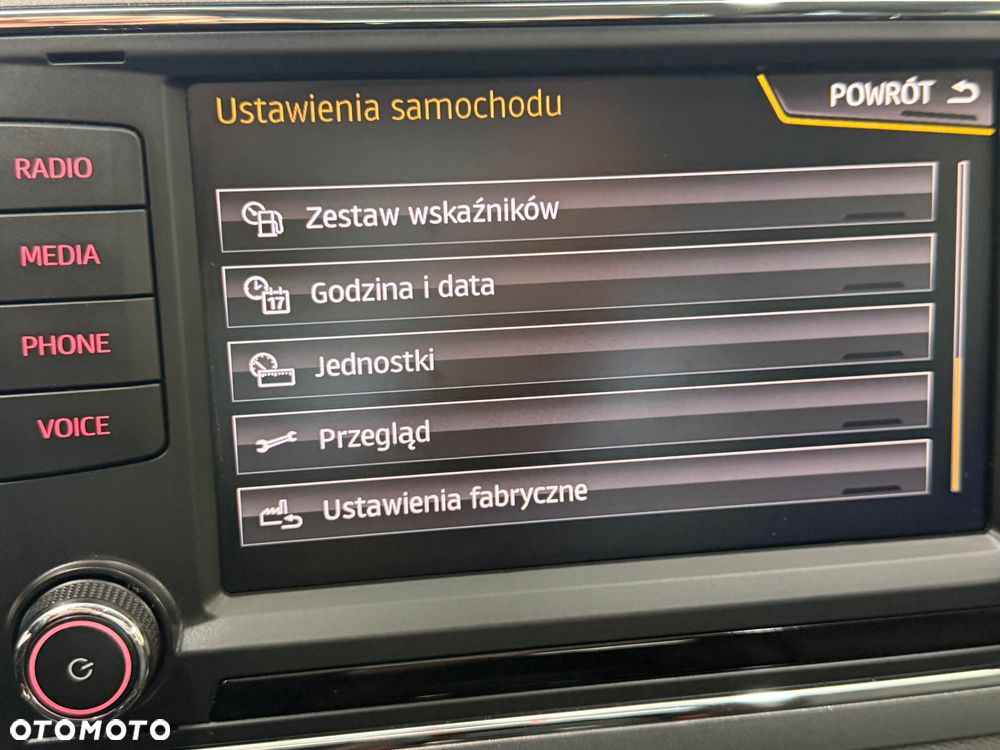 Ustawienia samochodu
POWRÓT
RADIO
MEDIA
PHONE
VOICE
Zestaw wskaźników
17
Godzina i data
Jednostki
Przegląd
Ustawienia fabryczne
OTOMOTO